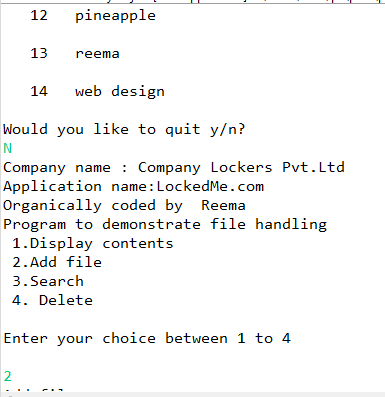 12 pineapple
13 reema
14 web design
Would you like to quit y/n?
N
Company name : Company Lockers Pvt.Ltd
Application name:LockedMe.com
Organically coded by  Reema
Program to demonstrate file handling
1.Display contents
2.Add file
3.Search
4. Delete
Enter your choice between 1 to 4
2